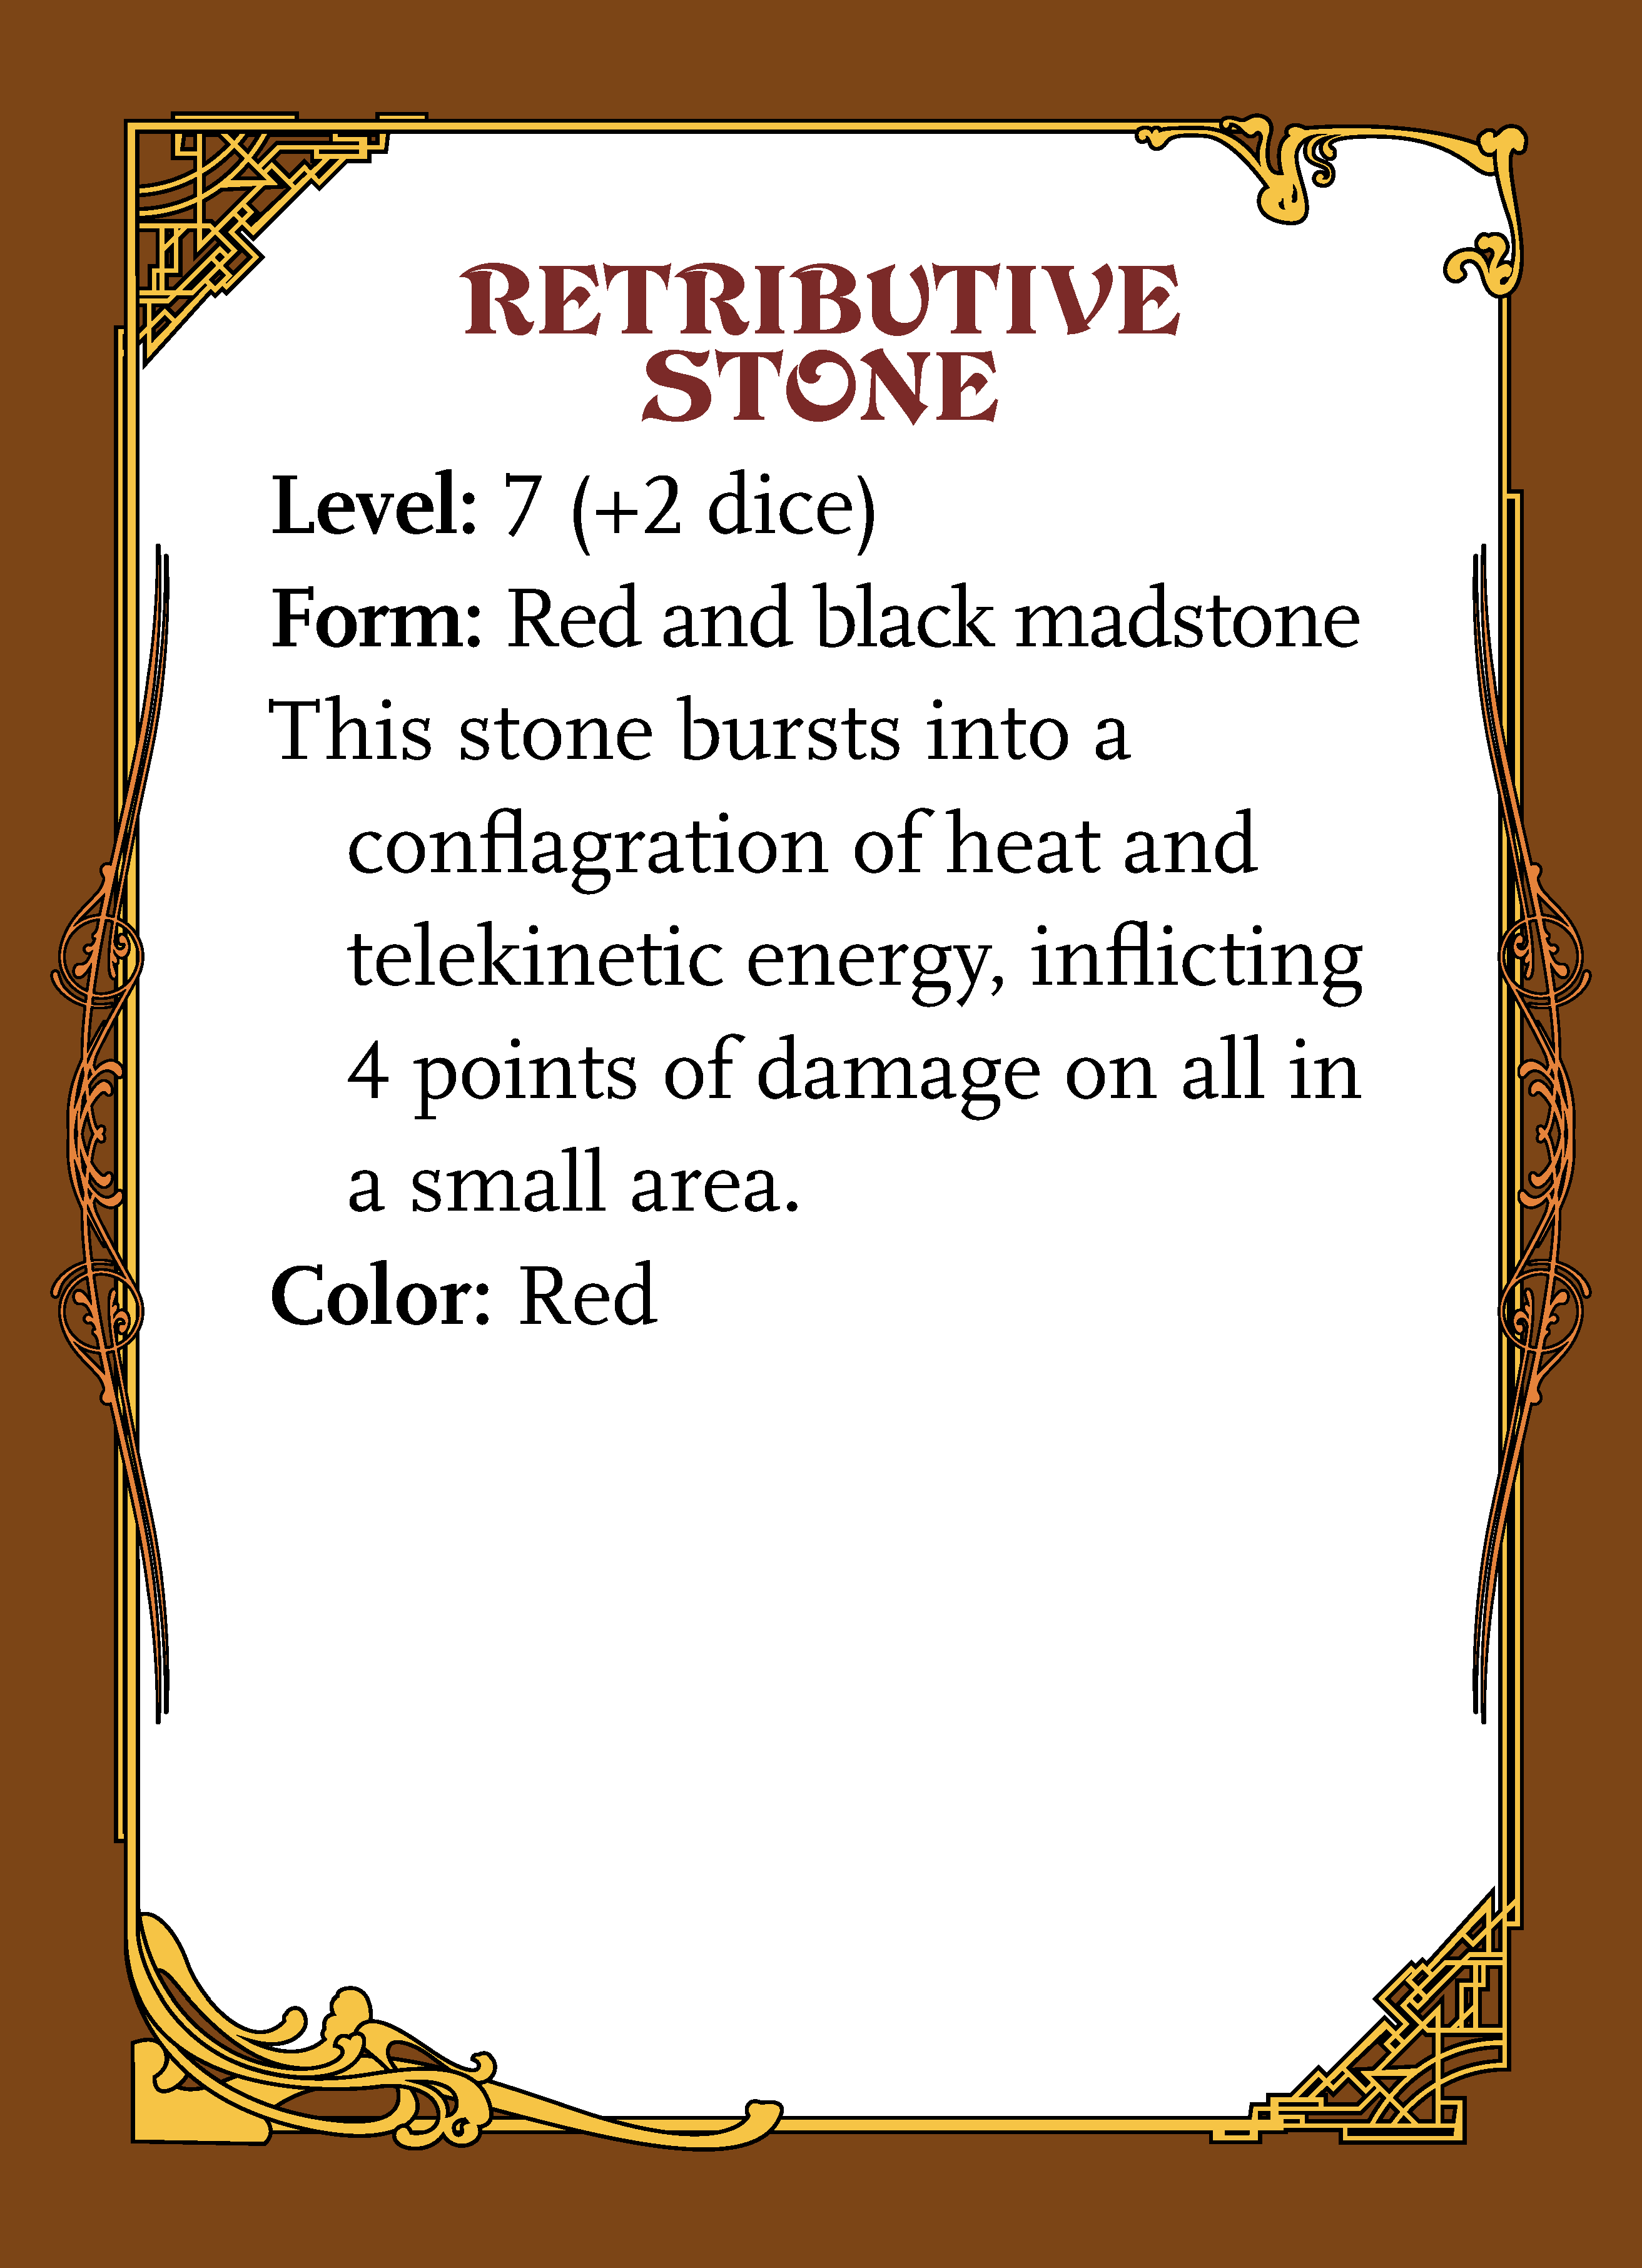 RETRIBUTIVE
STONE
Level: 7 (+2 dice)
Form: Red and black madstone
This stone bursts into a
conflagration of heat and
telekinetic energy, inflicting
4 points of damage on all in
a small area.
Color: Red